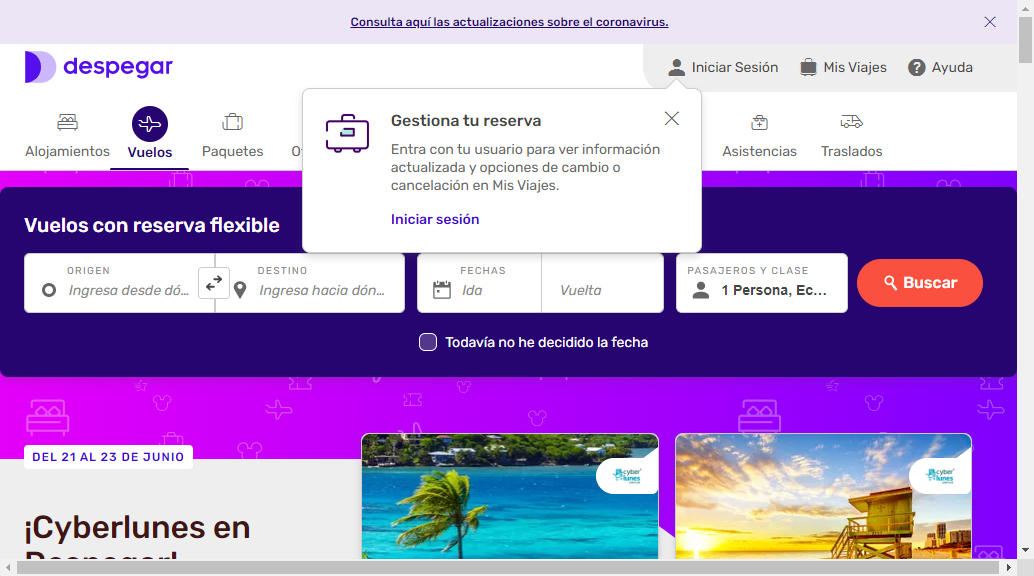 Consulta aquí las actualizaciones sobre el coronavirus.
despegar
Iniciar Sesión
Mis Viajes
Ayuda
Alojamientos
Vuelos
Paquetes
Asistencias
Traslados
Gestiona tu reserva
Entra con tu usuario para ver información
actualizada y opciones de cambio o
cancelación en Mis Viajes.
Iniciar sesión
Vuelos con reserva flexible
ORIGEN
Ingresa desde dó...
DESTINO
Ingresa hacia dón...
FECHAS
Ida
Vuelta
PASAJEROS Y CLASE
1 Persona, Ec...
Buscar
Todavía no he decidido la fecha
DEL 21 AL 23 DE JUNIO
cyber
lunes
cyber
lunes
¡Cyberlunes en
Despegar!